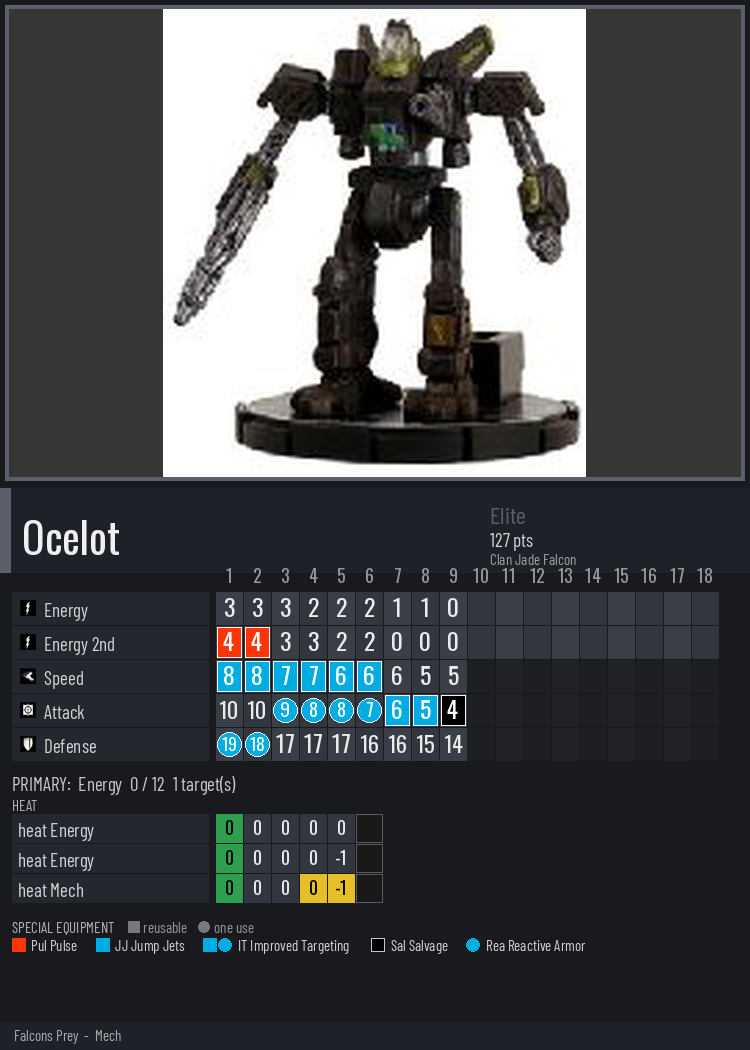 Ocelot
Elite
127 pts
Clan Jade Falcon
1 2 3 4 5 6 7 8 9 10 11 12 13 14 15 16 17 18
Energy 3 3 3 2 2 2 1 1 0
Energy 2nd 4 4 3 3 2 2 0 0 0
Speed 8 8 7 7 6 6 6 5 5
Attack 10 10 9 8 8 7 6 5 4
Defense 19 18 17 17 17 16 16 15 14
PRIMARY: Energy 0 / 12 1 target(s)
HEAT
heat Energy 0 0 0 0 0
heat Energy 0 0 0 0 -1
heat Mech 0 0 0 0 -1
SPECIAL EQUIPMENT reusable one use
Pul Pulse JJ Jump Jets IT Improved Targeting Sal Salvage Rea Reactive Armor
Falcons Prey - Mech